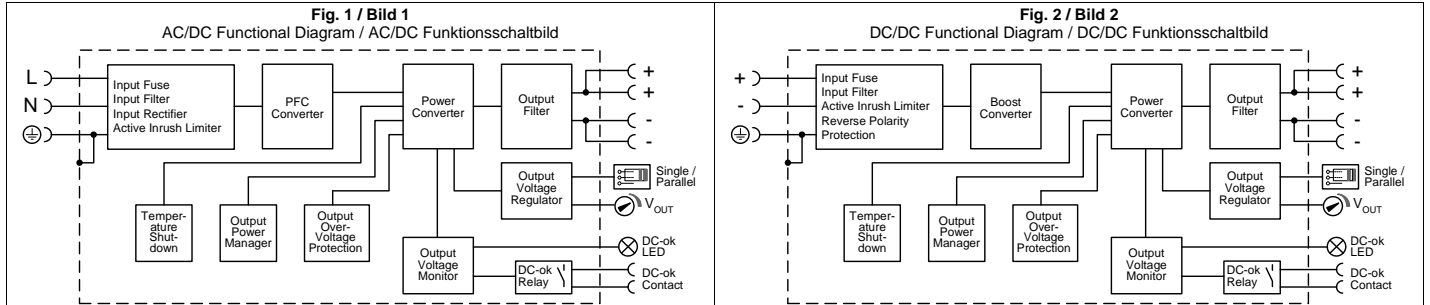 Fig. 1 / Bild 1
AC/DC Functional Diagram / AC/DC Funktionsschaltbild
L
N
Input Fuse
Input Filter
Input Rectifier
Active Inrush Limiter
PFC
Converter
Power
Converter
Output
Filter
+
+
-
-
Output
Voltage
Regulator
Single /
Parallel
VOUT
Temper-
ature
Shut-
down
Output
Power
Manager
Output
Over-
Voltage
Protection
Output
Voltage
Monitor
DC-ok
LED
DC-ok
Relay
DC-ok
Contact
Fig. 2 / Bild 2
DC/DC Functional Diagram / DC/DC Funktionsschaltbild
+
-
Input Fuse
Input Filter
Active Inrush Limiter
Reverse Polarity
Protection
Boost
Converter
Power
Converter
Output
Filter
+
+
-
-
Output
Voltage
Regulator
Single /
Parallel
VOUT
Temper-
ature
Shut-
down
Output
Power
Manager
Output
Over-
Voltage
Protection
Output
Voltage
Monitor
DC-ok
LED
DC-ok
Relay
DC-ok
Contact